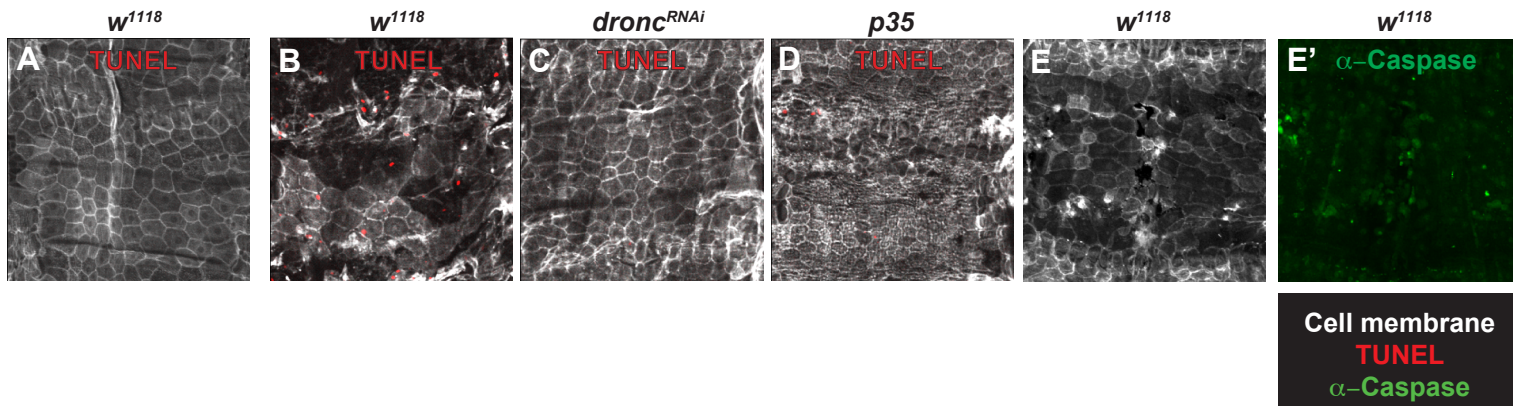 w1118 w1118 droncRNAi p35 w1118 w1118
A TUNEL B TUNEL C TUNEL D TUNEL E E’ α–Caspase
Cell membrane
TUNEL
α–Caspase